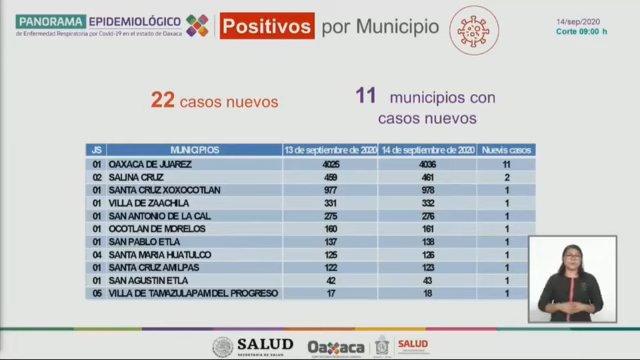 PANORAMA EPIDEMIOLÓGICO
de Enfermedad Respiratoria por Covid-19 en el estado de Oaxaca
Positivos por Municipio
14/sep/2020
Corte 09:00 h
22 casos nuevos
11 municipios con
casos nuevos
JS MUNICIPIOS 13 de septiembre de 2020 14 de septiembre de 2020 Nuevis casos
01 OAXACA DE JUAREZ 4025 4036 11
02 SALINA CRUZ 459 461 2
01 SANTA CRUZ XOXOCOTLAN 977 978 1
01 VILLA DE ZAACHILA 331 332 1
01 SAN ANTONIO DE LA CAL 275 276 1
01 OCOTLAN DE MORELOS 160 161 1
01 SAN PABLO ETLA 137 138 1
04 SANTA MARIA HUATULCO 125 126 1
01 SANTA CRUZ AMILPAS 122 123 1
01 SAN AGUSTIN ETLA 42 43 1
05 VILLA DE TAMAZULAPAM DEL PROGRESO 17 18 1
SALUD Oaxaca SALUD
SECRETARÍA DE SALUD